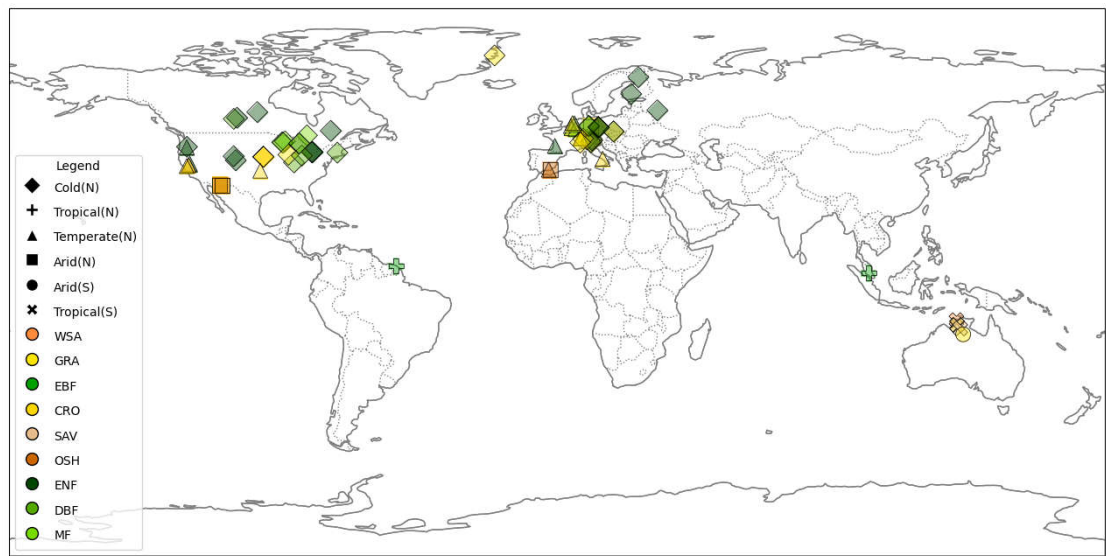 Legend
Cold(N)
Tropical(N)
Temperate(N)
Arid(N)
Arid(S)
Tropical(S)
WSA
GRA
EBF
CRO
SAV
OSH
ENF
DBF
MF